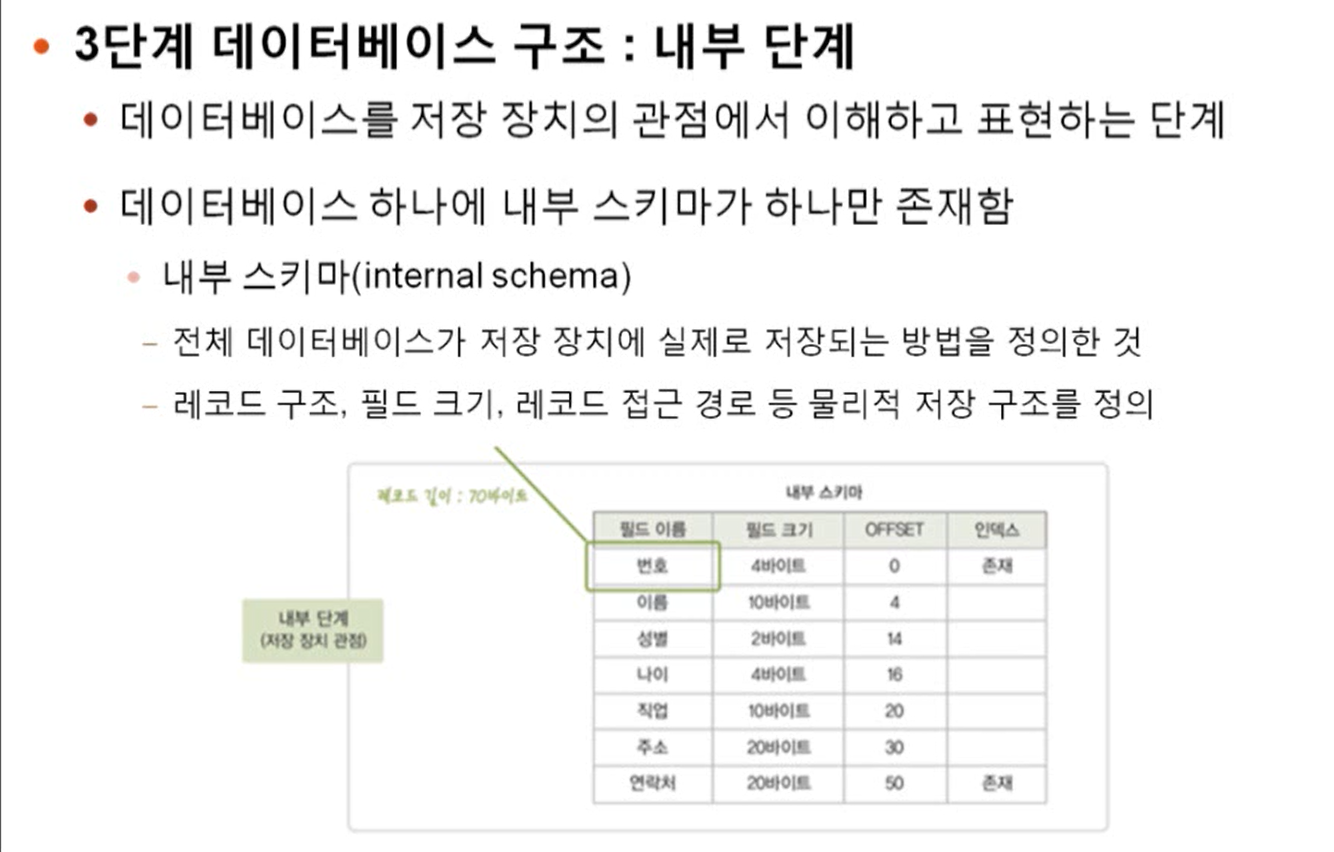 3단계 데이터베이스 구조 : 내부 단계
데이터베이스를 저장 장치의 관점에서 이해하고 표현하는 단계
데이터베이스 하나에 내부 스키마가 하나만 존재함
내부 스키마(internal schema)
– 전체 데이터베이스가 저장 장치에 실제로 저장되는 방법을 정의한 것
– 레코드 구조, 필드 크기, 레코드 접근 경로 등 물리적 저장 구조를 정의
레코드 길이 : 70바이트
내부 스키마
필드 이름 필드 크기 OFFSET 인덱스
번호 4바이트 0 존재
이름 10바이트 4
성별 2바이트 14
나이 4바이트 16
직업 10바이트 20
주소 20바이트 30
연락처 20바이트 50 존재
내부 단계
(저장 장치 관점)